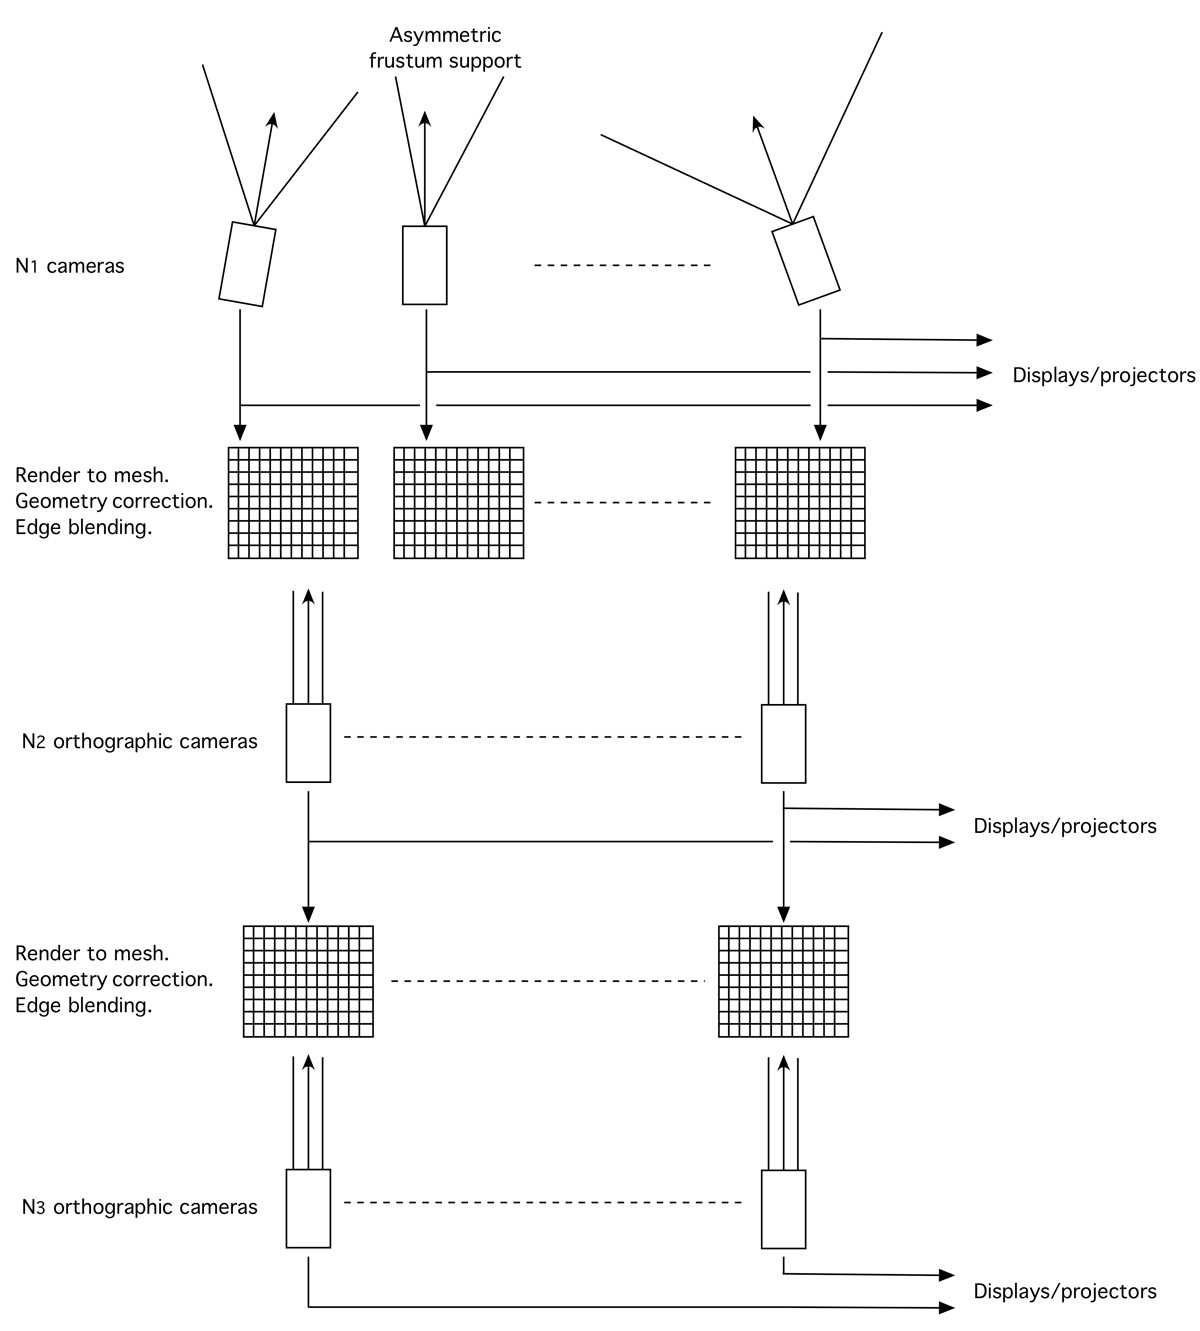 Asymmetric
frustum support
N1 cameras
Displays/projectors
Render to mesh.
Geometry correction.
Edge blending.
N2 orthographic cameras
Displays/projectors
Render to mesh.
Geometry correction.
Edge blending.
N3 orthographic cameras
Displays/projectors